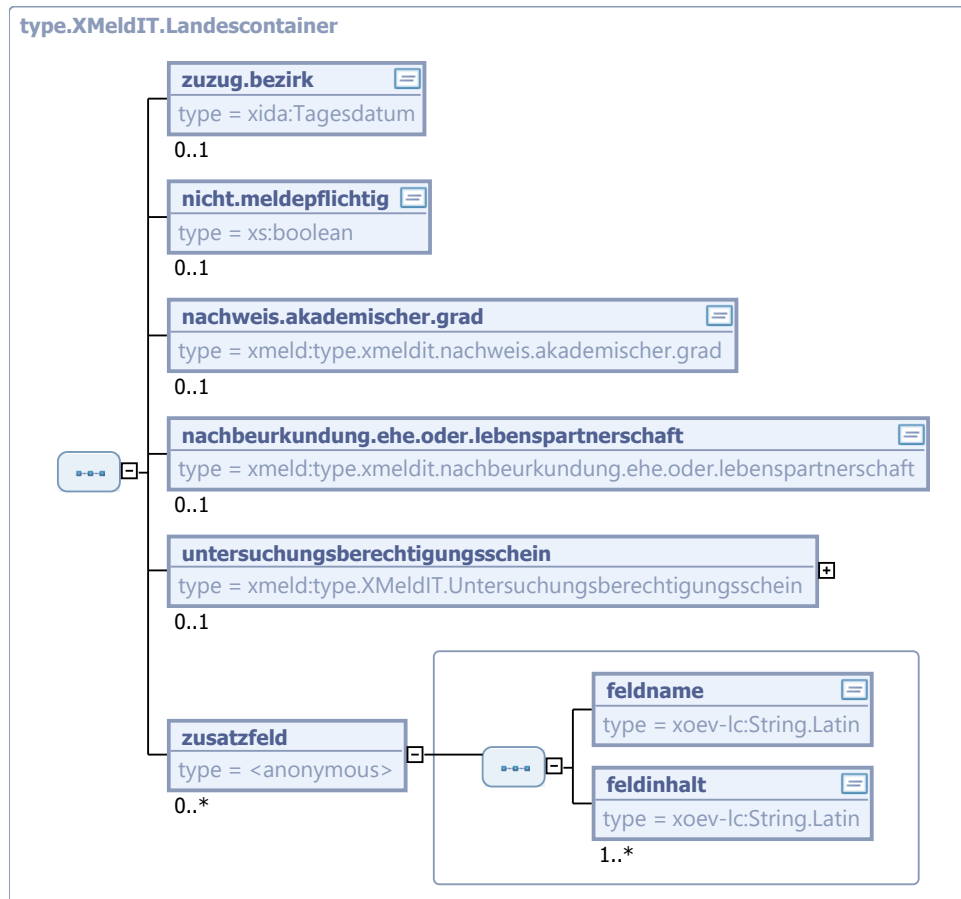 type.XMeldIT.Landescontainer
zuzug.bezirk
type = xida:Tagesdatum
0..1
nicht.meldepflichtig
type = xs:boolean
0..1
nachweis.akademischer.grad
type = xmeld:type.xmeldit.nachweis.akademischer.grad
0..1
nachbeurkundung.ehe.oder.lebenspartnerschaft
type = xmeld:type.xmeldit.nachbeurkundung.ehe.oder.lebenspartnerschaft
0..1
untersuchungsberechtigungsschein
type = xmeld:type.XMeldIT.Untersuchungsberechtigungsschein
0..1
zusatzfeld
type = <anonymous>
0..*
feldname
type = xoev-lc:String.Latin
feldinhalt
type = xoev-lc:String.Latin
1..*